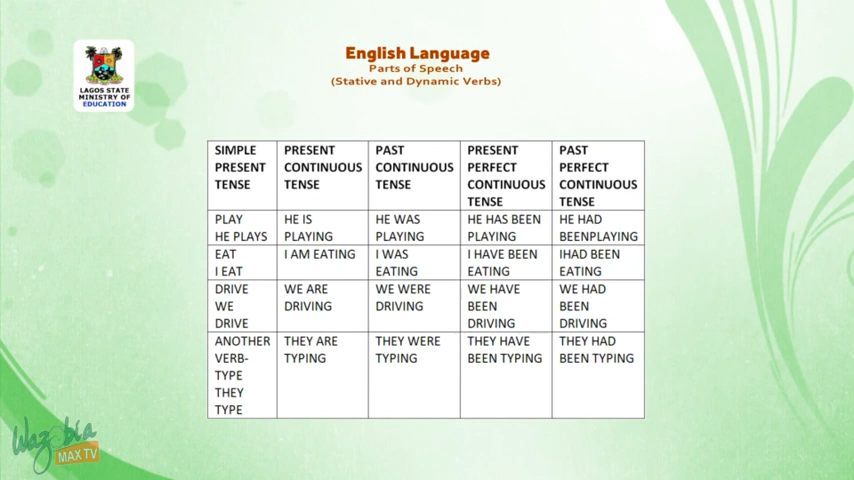 English Language
Parts of Speech
(Stative and Dynamic Verbs)
LAGOS STATE
MINISTRY OF
EDUCATION
SIMPLE
PRESENT
TENSE
PRESENT
CONTINUOUS
TENSE
PAST
CONTINUOUS
TENSE
PRESENT
PERFECT
CONTINUOUS
TENSE
PAST
PERFECT
CONTINUOUS
TENSE
PLAY
HE PLAYS
HE IS
PLAYING
HE WAS
PLAYING
HE HAS BEEN
PLAYING
HE HAD
BEENPLAYING
EAT
I EAT
I AM EATING
I WAS
EATING
I HAVE BEEN
EATING
IHAD BEEN
EATING
DRIVE
WE
DRIVE
WE ARE
DRIVING
WE WERE
DRIVING
WE HAVE
BEEN
DRIVING
WE HAD
BEEN
DRIVING
ANOTHER
VERB-
TYPE
THEY
TYPE
THEY ARE
TYPING
THEY WERE
TYPING
THEY HAVE
BEEN TYPING
THEY HAD
BEEN TYPING
Wazobia
MAX TV